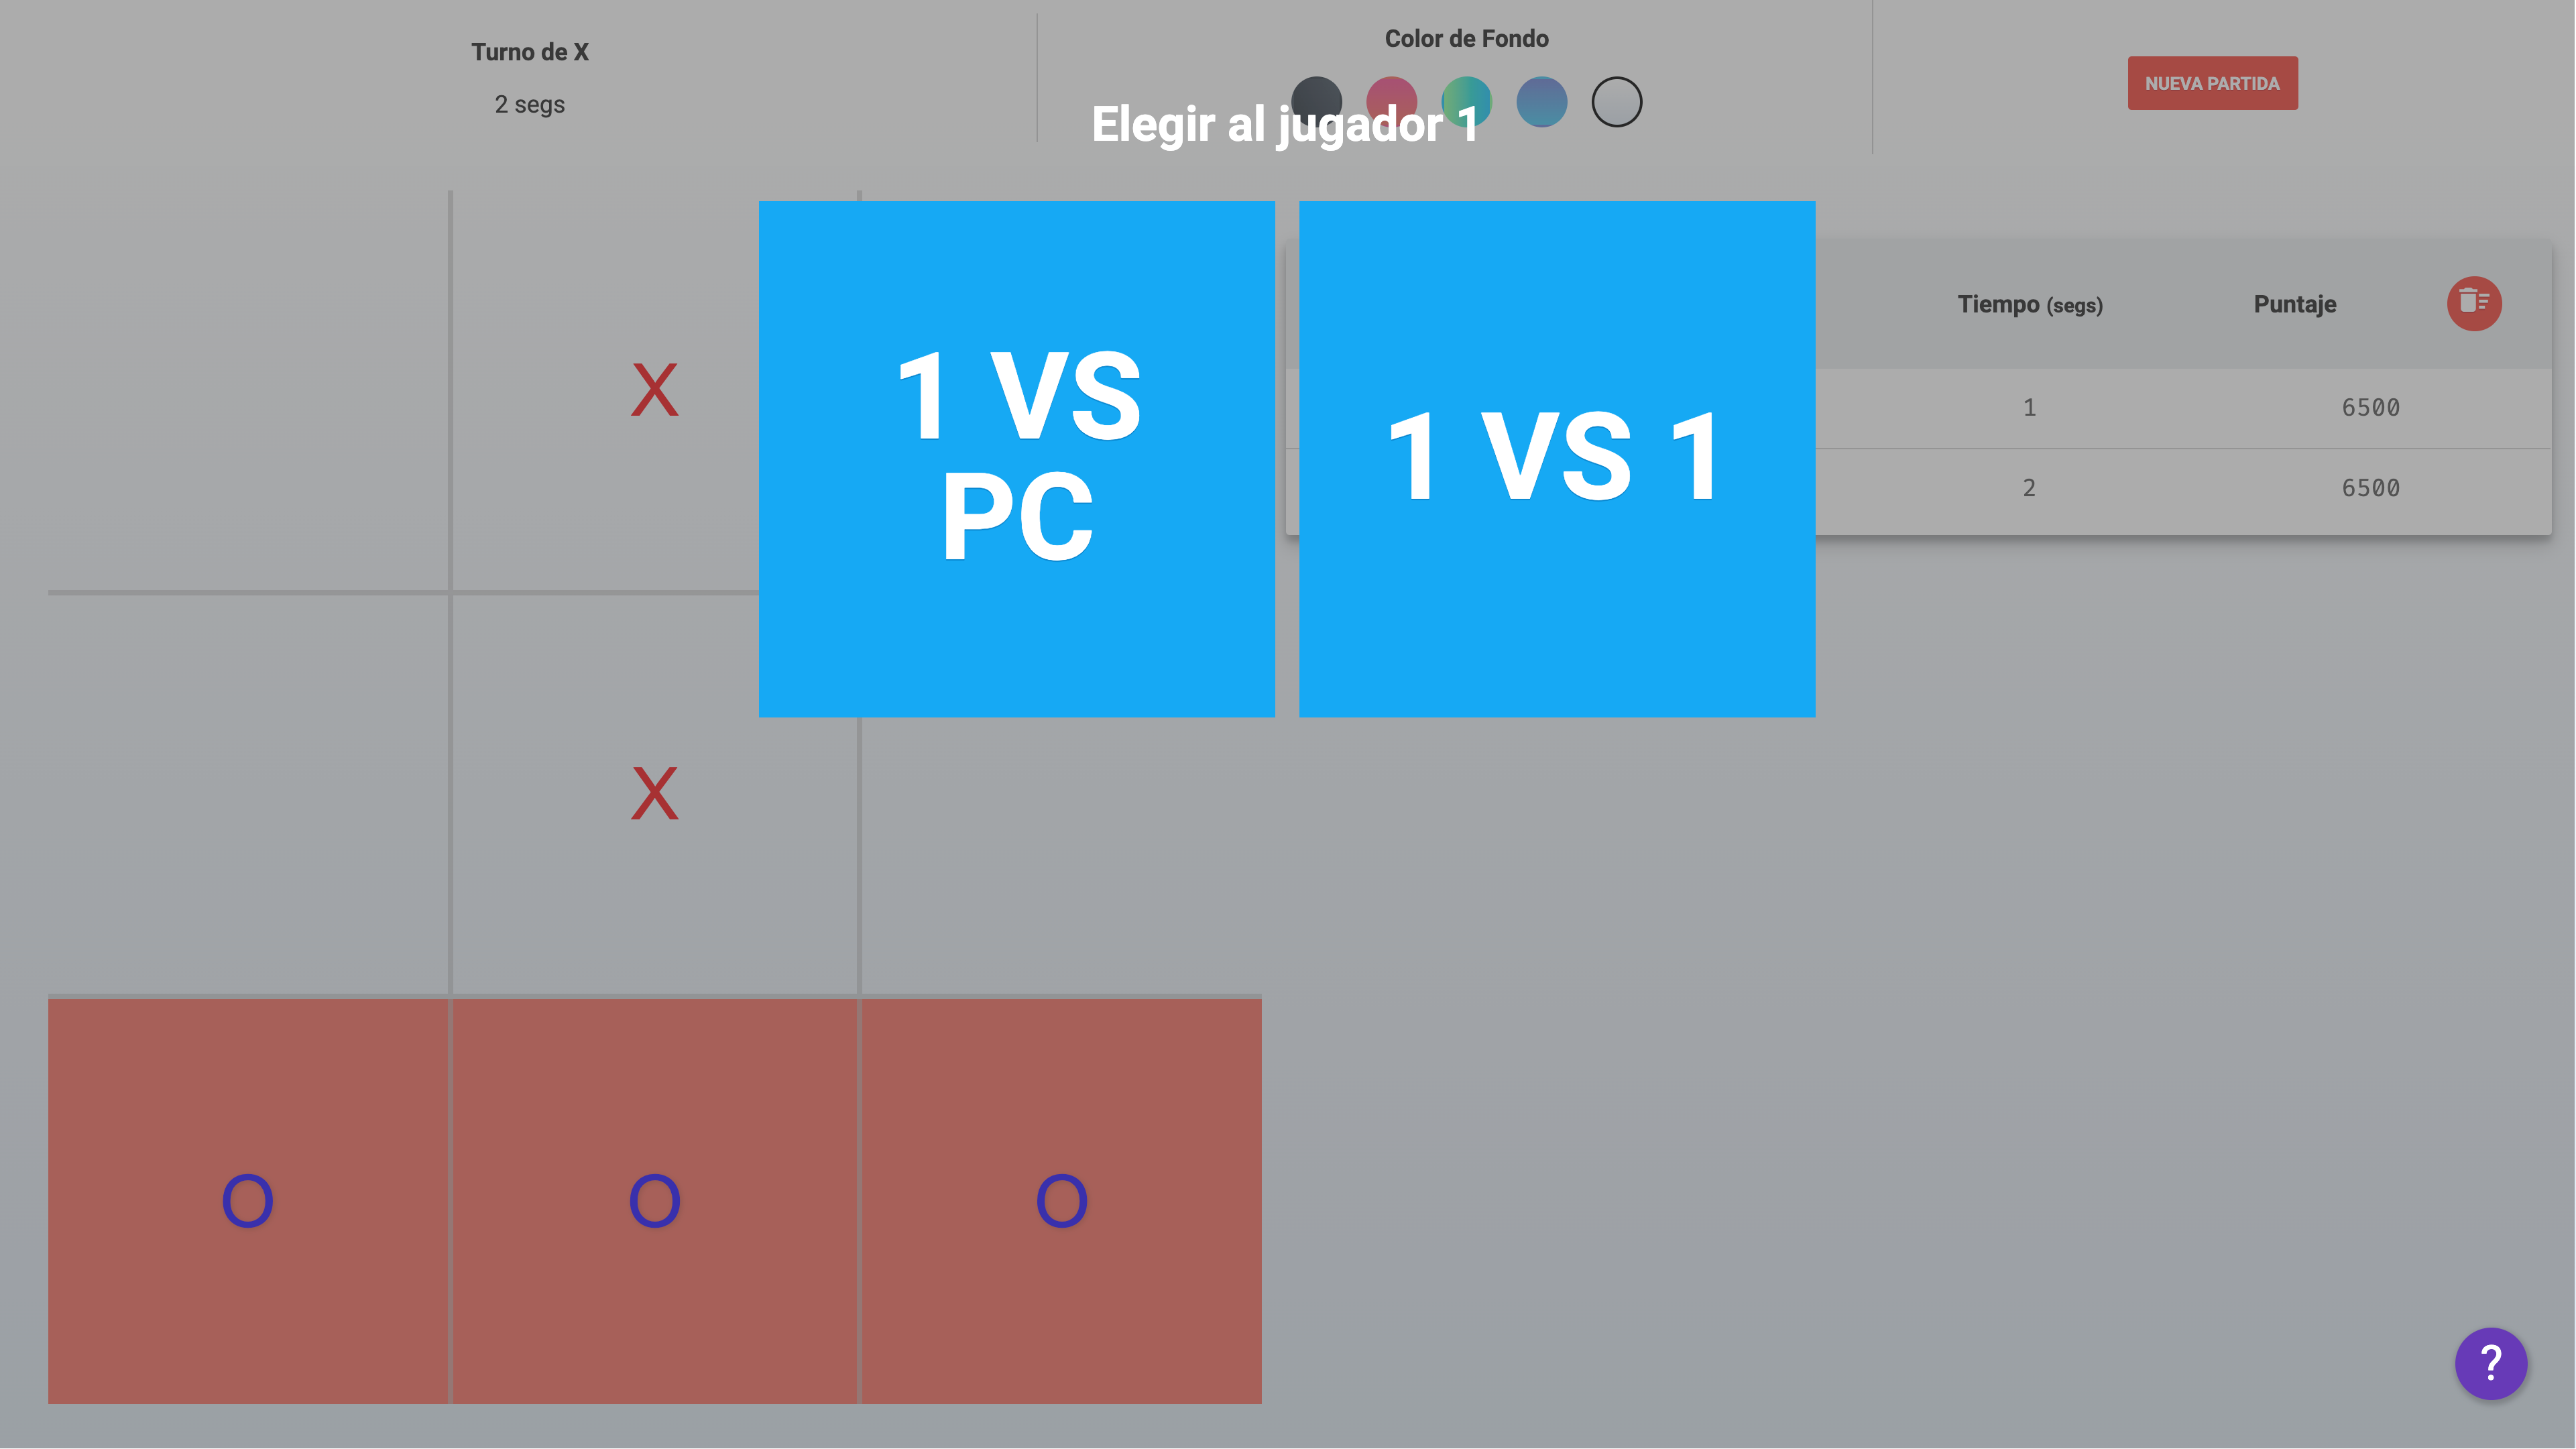 Turno de X
2 segs
Color de Fondo
NUEVA PARTIDA
Elegir al jugador 1
1 VS
PC
1 VS 1
Tiempo (segs)
Puntaje
1
6500
2
6500
X
X
O
O
O
?